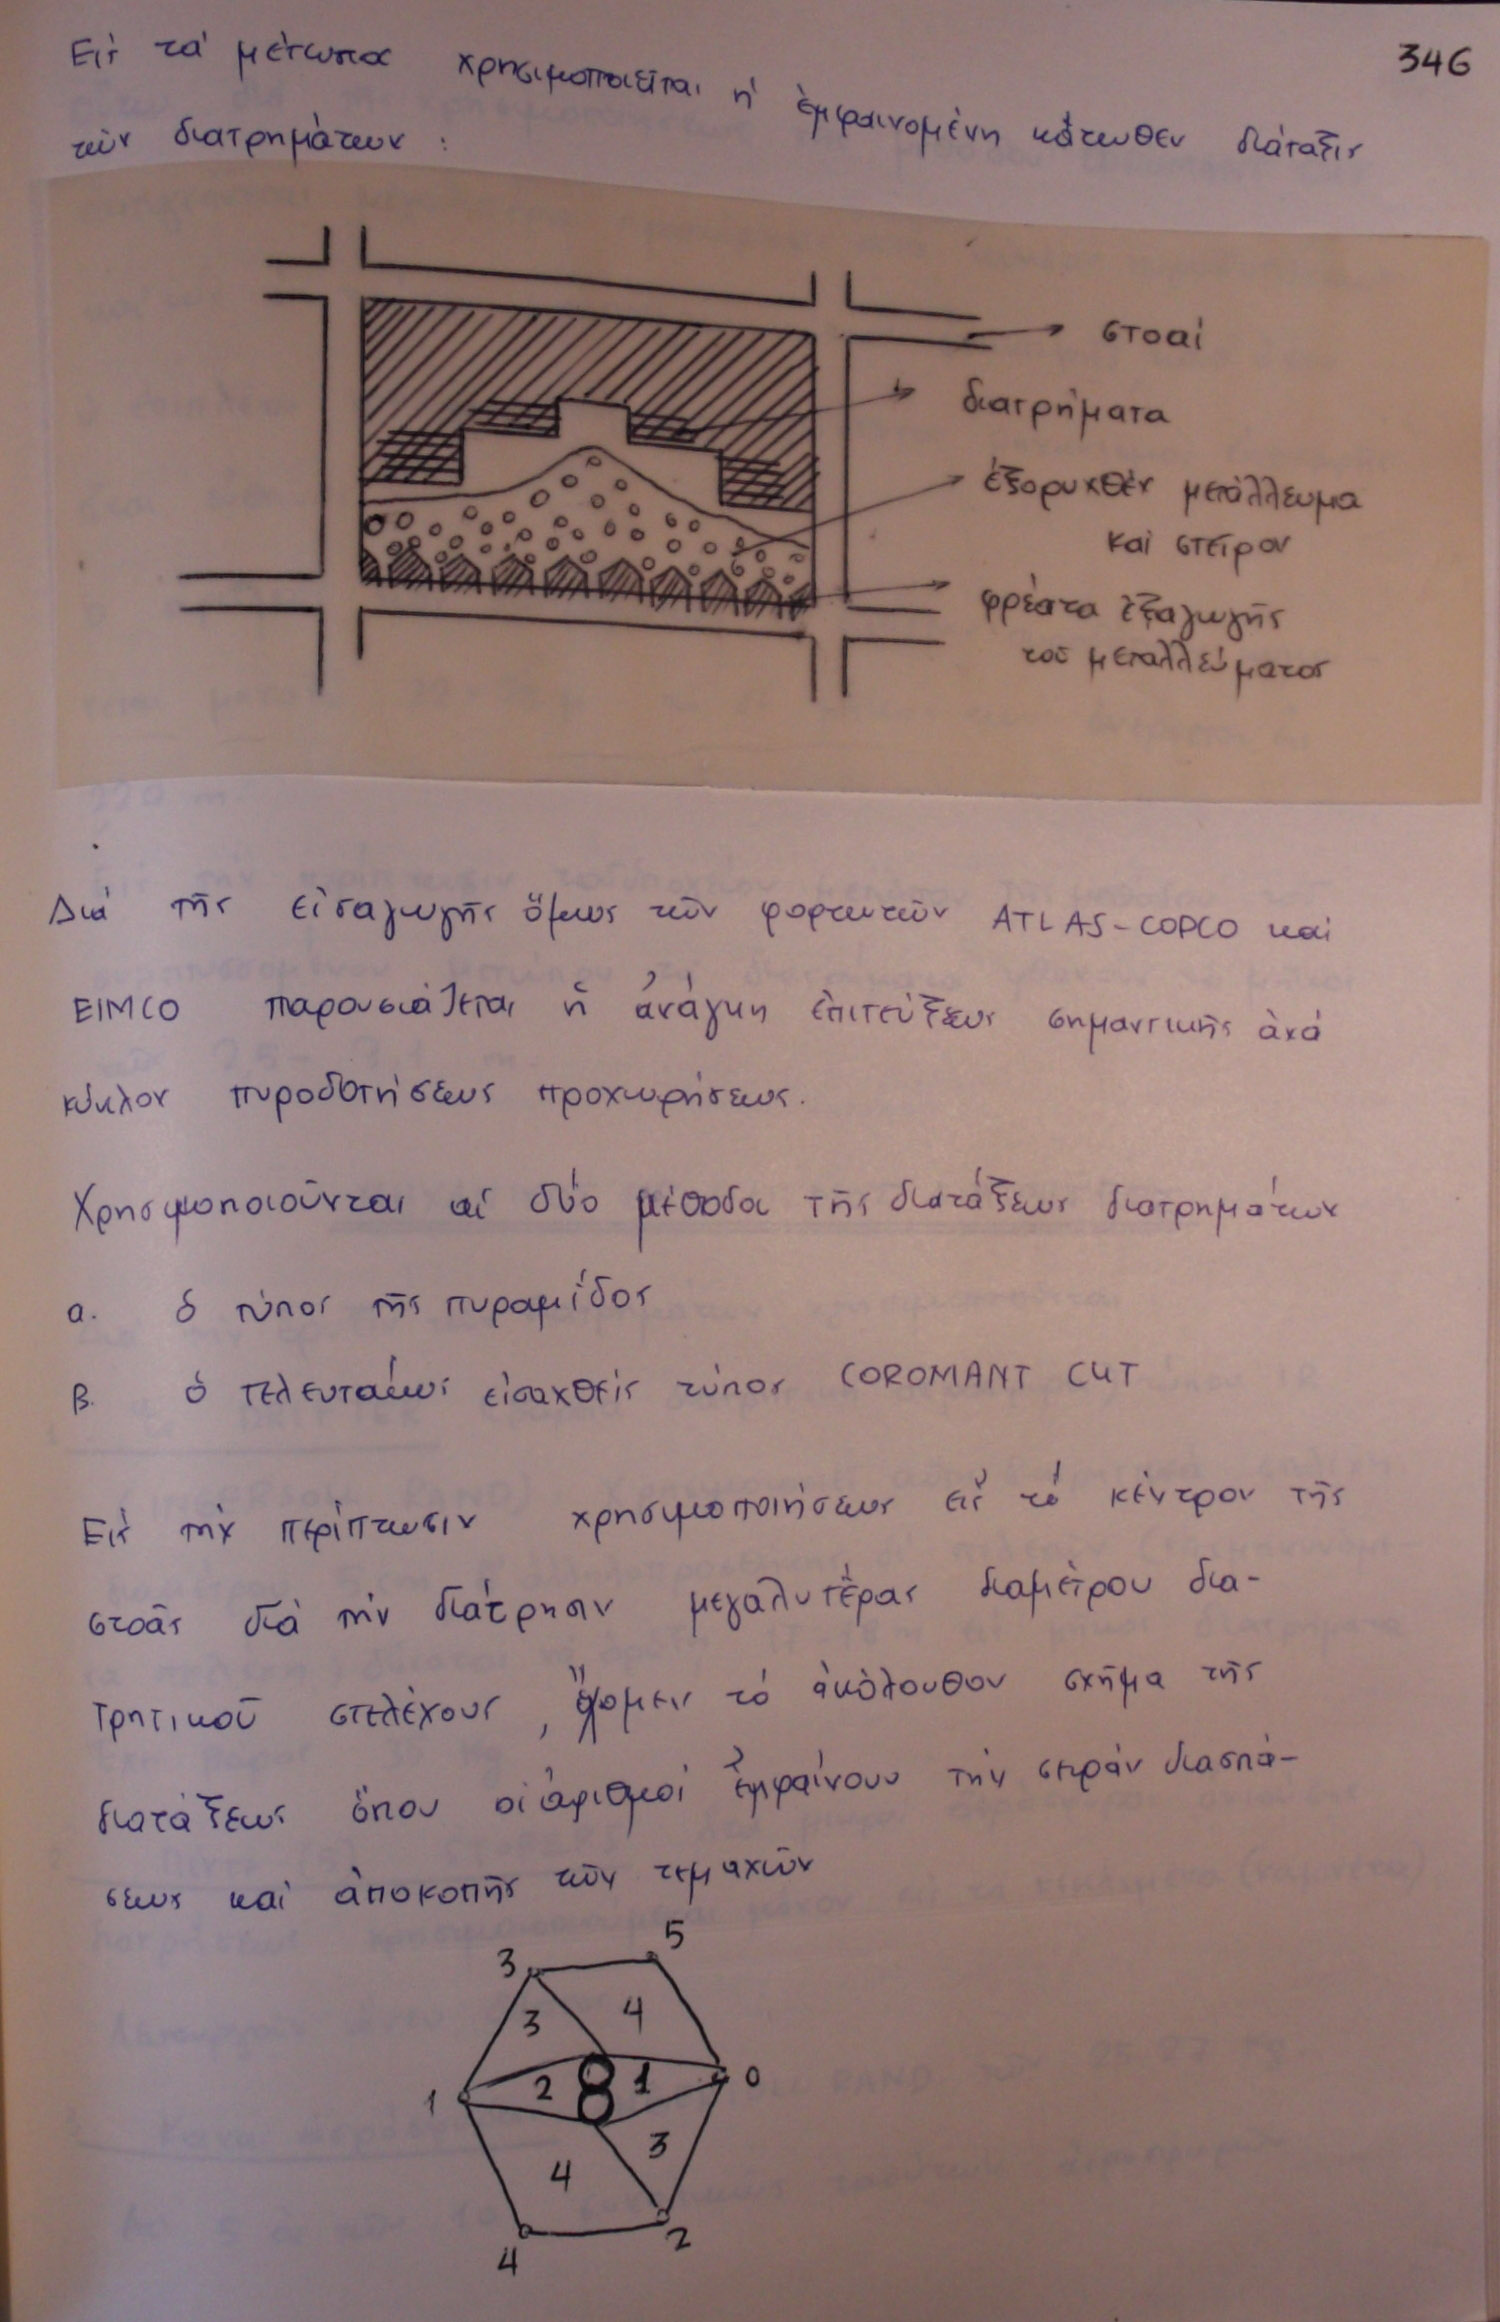 346
Εἰς τά μέτωπα χρησιμοποιεῖται ἡ ἐμφαινομένη κάτωθεν διάταξις
τῶν διατρημάτων :
στοαί
διατρήματα
ἐξορυχθέν μετάλλευμα
καί στεῖρον
φρέατα ἐξαγωγῆς
τοῦ μεταλλεύματος
Διά τῆς εἰσαγωγῆς ὅμως τῶν φορτωτῶν ATLAS-COPCO καί
EIMCO παρουσιάζεται ἡ ἀνάγκη ἐπιτεύξεως σημαντικῆς ἀνά
κύκλον πυροδοτήσεως προχωρήσεως.
Χρησιμοποιοῦνται αἱ δύο μέθοδοι τῆς διατάξεως διατρημάτων
α. ὁ τύπος τῆς πυραμίδος
β. ὁ τελευταίως εἰσαχθείς τύπος COROMANT CUT
Εἰς τήν περίπτωσιν χρησιμοποιήσεως εἰς τό κέντρον τῆς
στοᾶς διά τήν διάτρησιν μεγαλυτέρας διαμέτρου δια-
τρητικοῦ στελέχους, τό ἀκόλουθον σχῆμα τῆς
διατάξεως ὅπου οἱ ἀριθμοί ἐμφαίνουν τήν σειράν διασπά-
σεως καί ἀποκοπῆς τῶν τεμαχίων
5
3
3 4
1 2 1 0
3
4
2
4